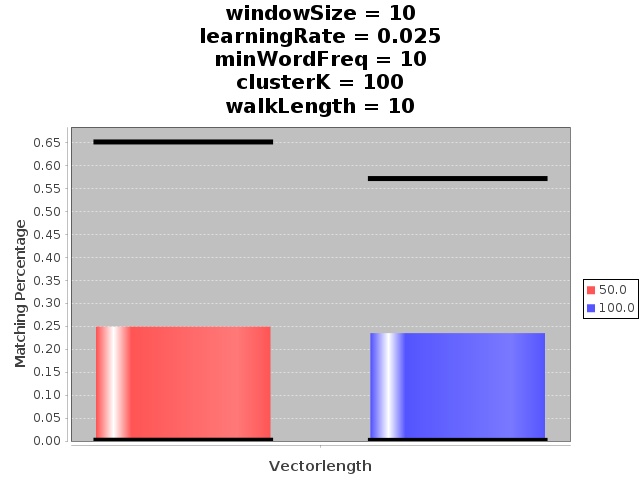 windowSize = 10
learningRate = 0.025
minWordFreq = 10
clusterK = 100
walkLength = 10
Matching Percentage
0.65
0.60
0.55
0.50
0.45
0.40
0.35
0.30
0.25
0.20
0.15
0.10
0.05
0.00
Vectorlength
50.0
100.0